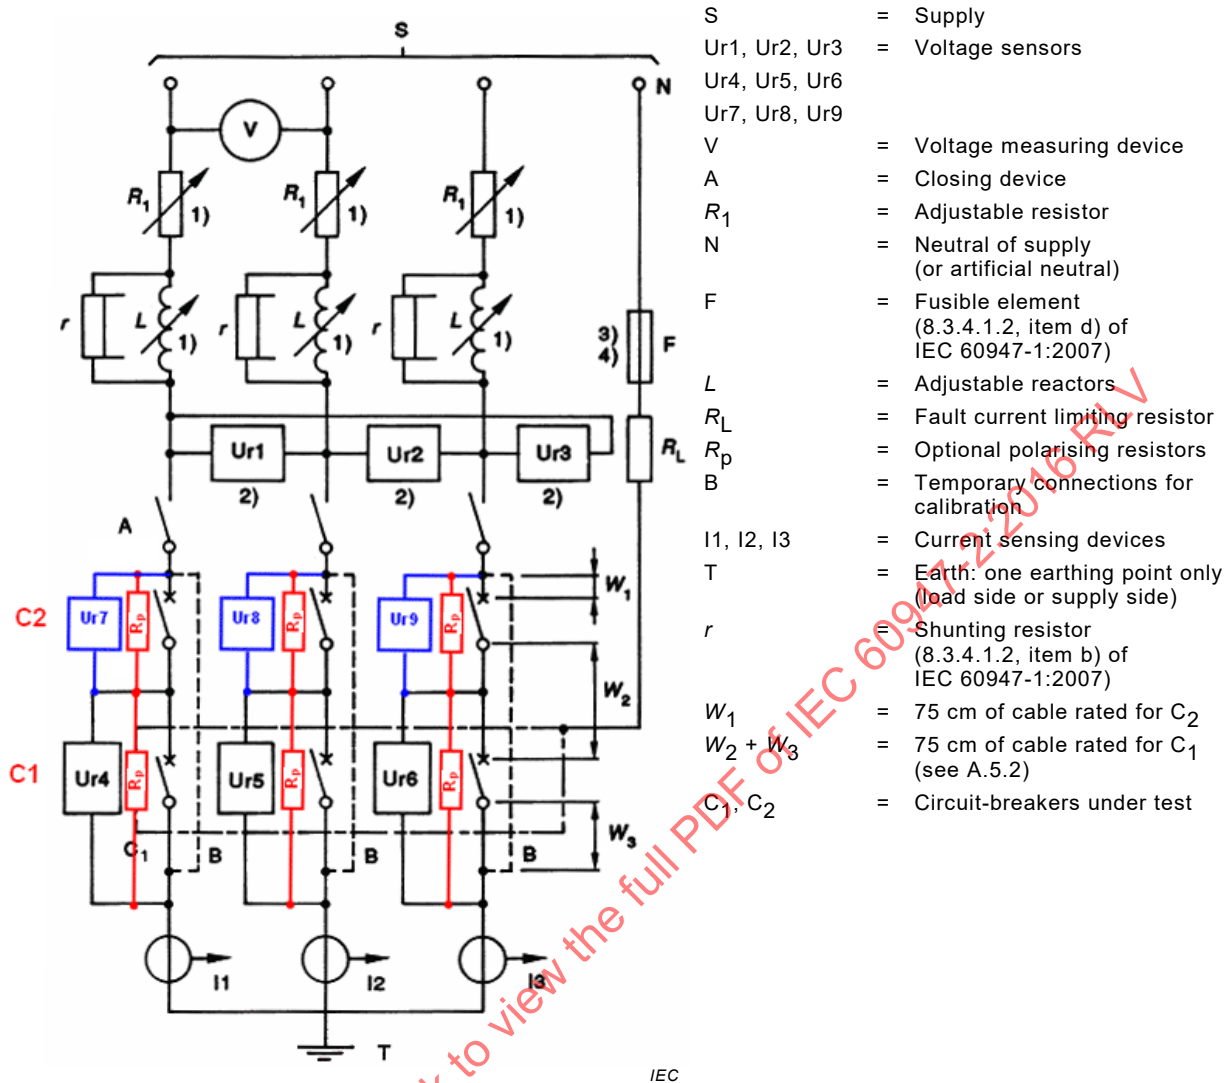 S
N
V
R1 1)
R1 1)
R1 1)
r L 1)
r L 1)
r L 1)
3)
4) F
Ur1 Ur2 Ur3 RL
2) 2) 2)
A
W1
C2 Ur7 Rp Ur8 Rp Ur9 Rp
W2
C1 Ur4 Rp Ur5 Rp Ur6 Rp
W3
C1 B B B
I1 I2 I3
T
IEC
S = Supply
Ur1, Ur2, Ur3 = Voltage sensors
Ur4, Ur5, Ur6
Ur7, Ur8, Ur9
V = Voltage measuring device
A = Closing device
R1 = Adjustable resistor
N = Neutral of supply
(or artificial neutral)
F = Fusible element
(8.3.4.1.2, item d) of
IEC 60947-1:2007)
L = Adjustable reactors
RL = Fault current limiting resistor
Rp = Optional polarising resistors
B = Temporary connections for
calibration
I1, I2, I3 = Current sensing devices
T = Earth: one earthing point only
(load side or supply side)
r = Shunting resistor
(8.3.4.1.2, item b) of
IEC 60947-1:2007)
W1 = 75 cm of cable rated for C2
W2 + W3 = 75 cm of cable rated for C1
(see A.5.2)
C1, C2 = Circuit-breakers under test
to view the full PDF of IEC 60947-2:2016 RLV